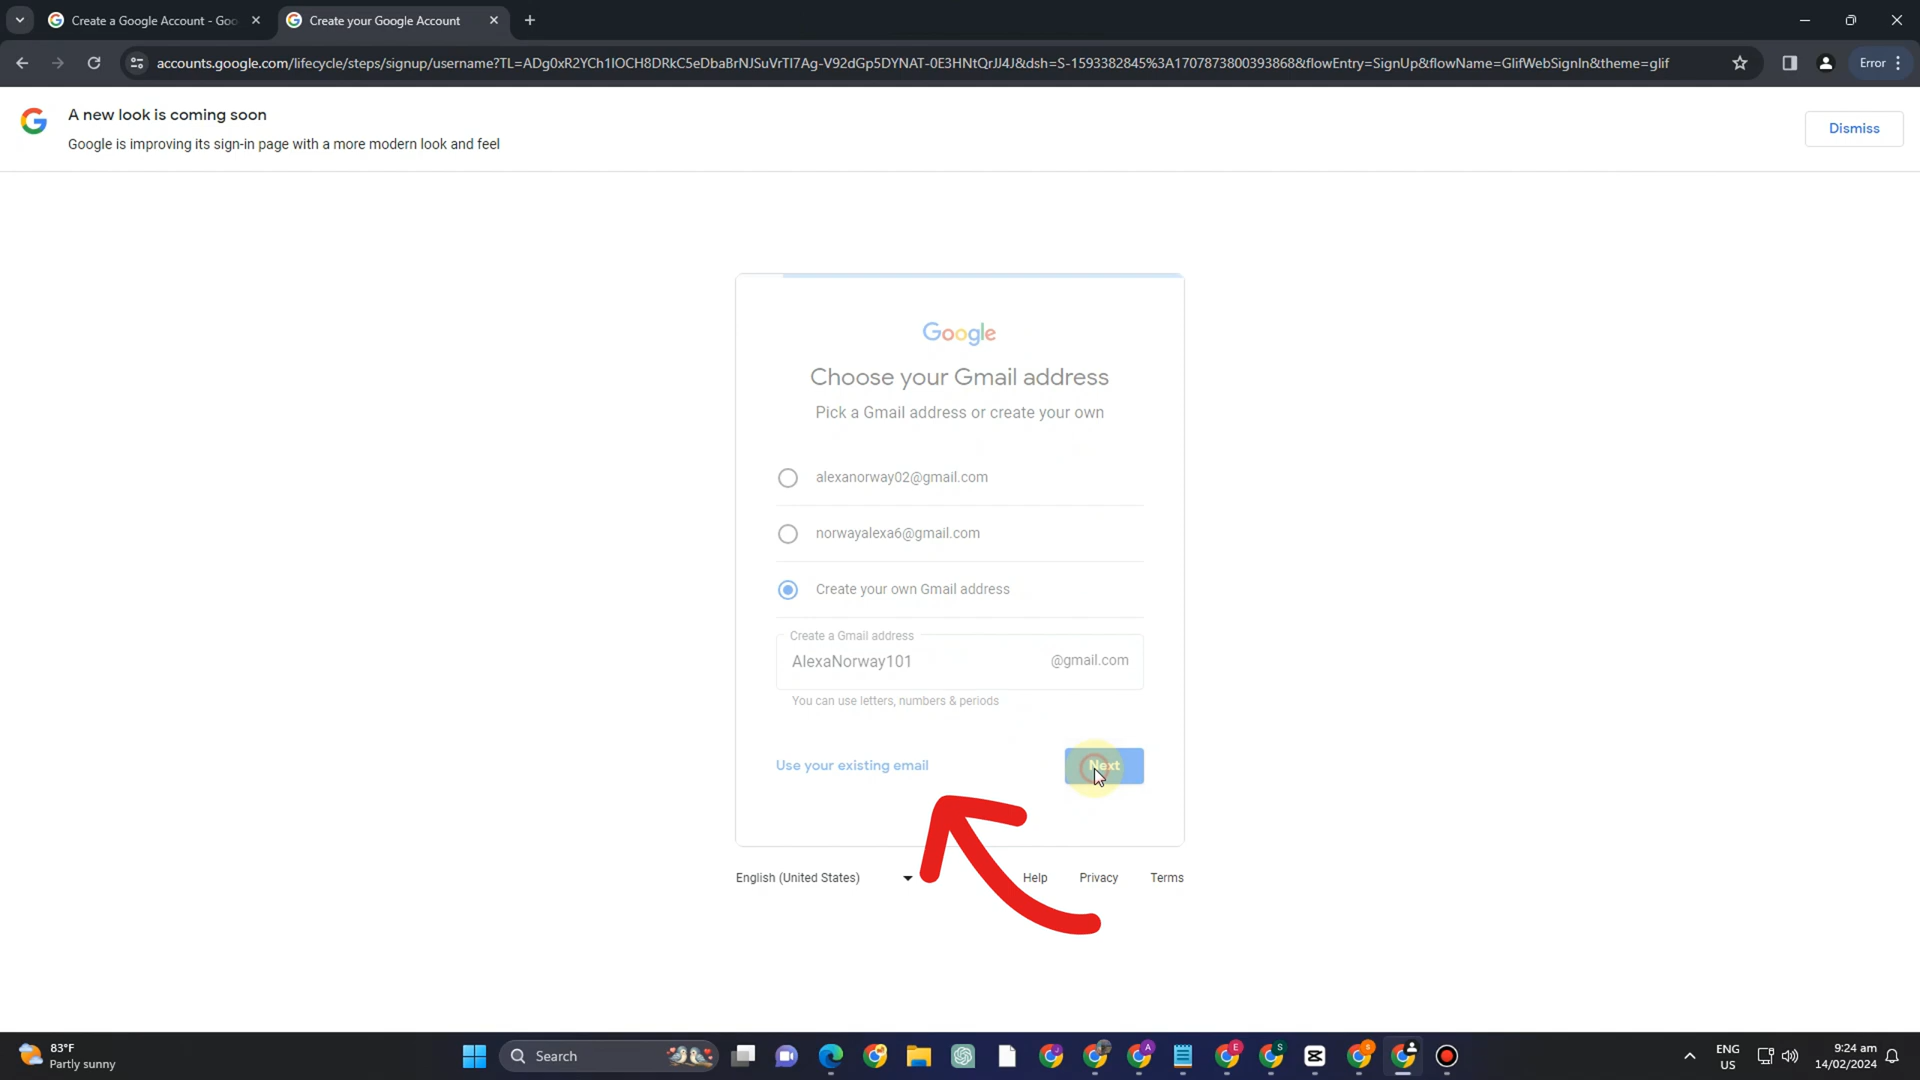 Create a Google Account - Goo
Create your Google Account
accounts.google.com/lifecycle/steps/signup/username?TL=ADg0xR2YCh1IOCH8DRkC5eDbaBrNJSuVrTI7Ag-V92dGp5DYNAT-0E3HNtQrJJ4J&dsh=S-1593382845%3A1707873800393868&flowEntry=SignUp&flowName=GlifWebSignIn&theme=glif
Error
A new look is coming soon
Google is improving its sign-in page with a more modern look and feel
Dismiss
Google
Choose your Gmail address
Pick a Gmail address or create your own
alexanorway02@gmail.com
norwayalexa6@gmail.com
Create your own Gmail address
Create a Gmail address
AlexaNorway101 @gmail.com
You can use letters, numbers & periods
Use your existing email
Next
English (United States)
Help Privacy Terms
83°F
Partly sunny
Search
ENG
US
9:24 am
14/02/2024